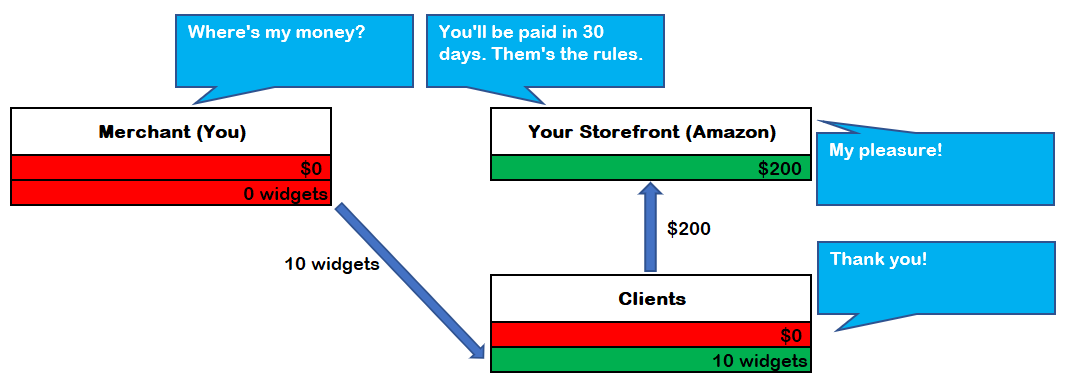 Where's my money?
You'll be paid in 30
days. Them's the rules.
Merchant (You)
$0
0 widgets
Your Storefront (Amazon)
$200
My pleasure!
$200
10 widgets
Thank you!
Clients
$0
10 widgets